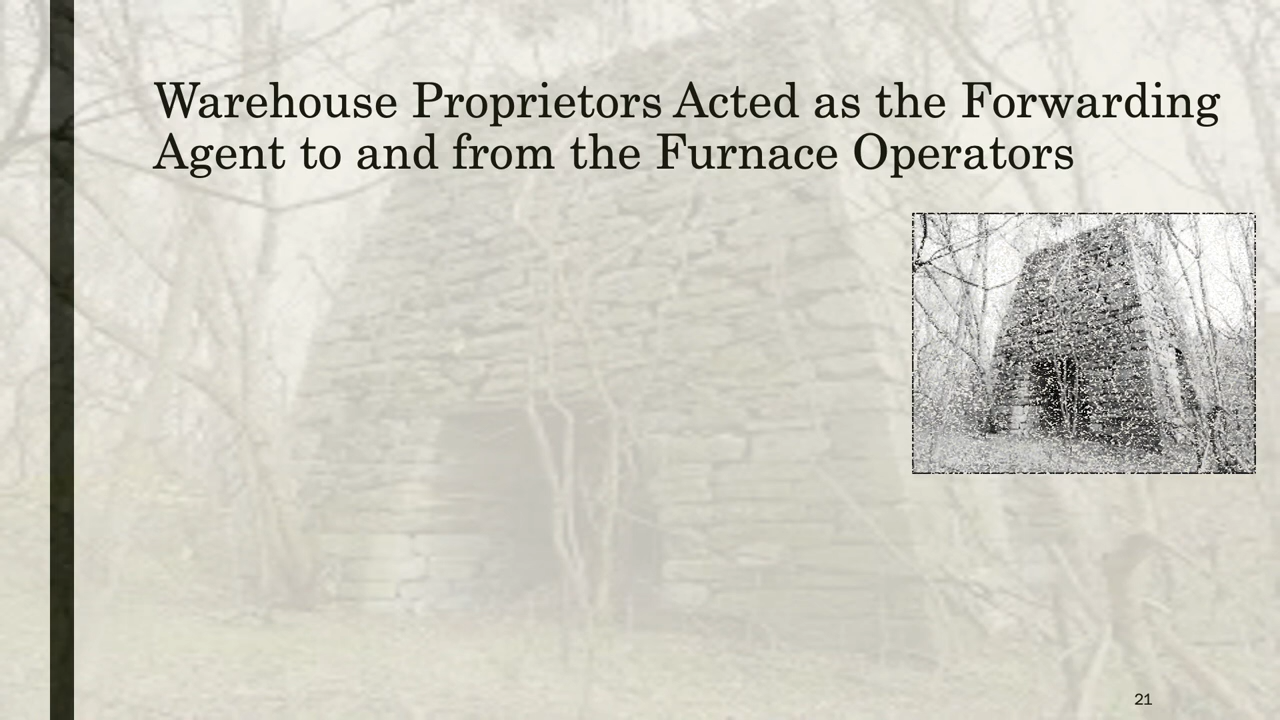 Warehouse Proprietors Acted as the Forwarding
Agent to and from the Furnace Operators
21